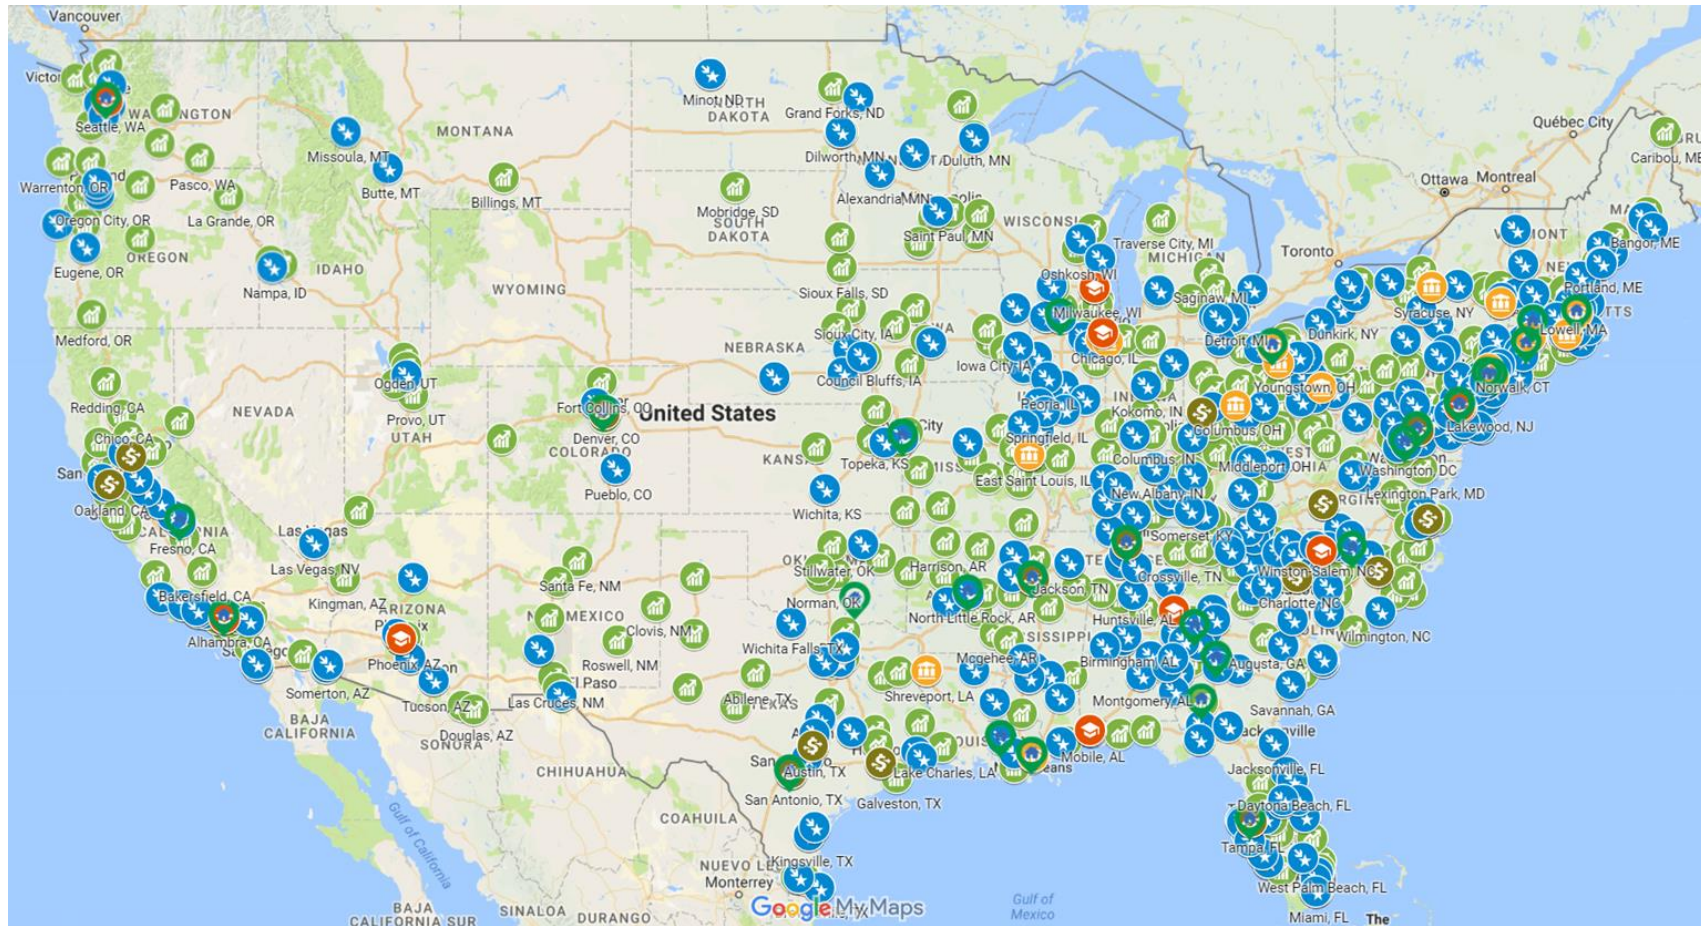 Vancouver
Seattle, WA
MONTANA
Minot, ND
NORTH
DAKOTA
Grand Forks, ND
Québec City
Missoula, MT
Dilworth, MN
Duluth, MN
Caribou, ME
Warrenton, OR
Pasco, WA
Butte, MT
Billings, MT
Alexandria, MN
Ottawa
Montreal
Oregon City, OR
La Grande, OR
Mobridge, SD
SOUTH
DAKOTA
Saint Paul, MN
Traverse City, MI
MICHIGAN
Toronto
Bangor, ME
Eugene, OR
OREGON
Nampa, ID
IDAHO
WYOMING
Sioux Falls, SD
Oshkosh, WI
Saginaw, MI
Portland, ME
Medford, OR
Sioux City, IA
Milwaukee, WI
Detroit, MI
Dunkirk, NY
Syracuse, NY
Lowell, MA
NEBRASKA
Chicago, IL
Iowa City, IA
Ogden, UT
Council Bluffs, IA
Youngstown, OH
Norwalk, CT
Redding, CA
NEVADA
Provo, UT
UTAH
Fort Collins, CO
United States
Peoria, IL
Kokomo, IN
Columbus, OH
Lakewood, NJ
Chico, CA
Denver, CO
COLORADO
Topeka, KS
Springfield, IL
Columbus, IN
Middleport, OH
Washington, DC
Pueblo, CO
East Saint Louis, IL
New Albany, IN
Lexington Park, MD
Oakland, CA
Wichita, KS
Las Vegas
Fresno, CA
Somerset, KY
Las Vegas, NV
Santa Fe, NM
Stillwater, OK
Harrison, AR
Crossville, TN
Winston-Salem, NC
Bakersfield, CA
Kingman, AZ
ARIZONA
Norman, OK
Jackson, TN
Charlotte, NC
Alhambra, CA
Clovis, NM
North Little Rock, AR
Huntsville, AL
Wilmington, NC
Phoenix, AZ
Roswell, NM
Wichita Falls, TX
Mcgehee, AR
Birmingham, AL
Augusta, GA
Somerton, AZ
Tucson, AZ
El Paso
Las Cruces, NM
Abilene, TX
Shreveport, LA
Montgomery, AL
Savannah, GA
BAJA
CALIFORNIA
SONORA
Douglas, AZ
CHIHUAHUA
Austin, TX
Lake Charles, LA
Mobile, AL
Jacksonville, FL
San Antonio, TX
Galveston, TX
Daytona Beach, FL
Gulf of California
COAHUILA
Tampa, FL
Kingsville, TX
Monterrey
West Palm Beach, FL
BAJA
CALIFORNIA SUR
SINALOA
DURANGO
Google My Maps
Gulf of
Mexico
Miami, FL
The